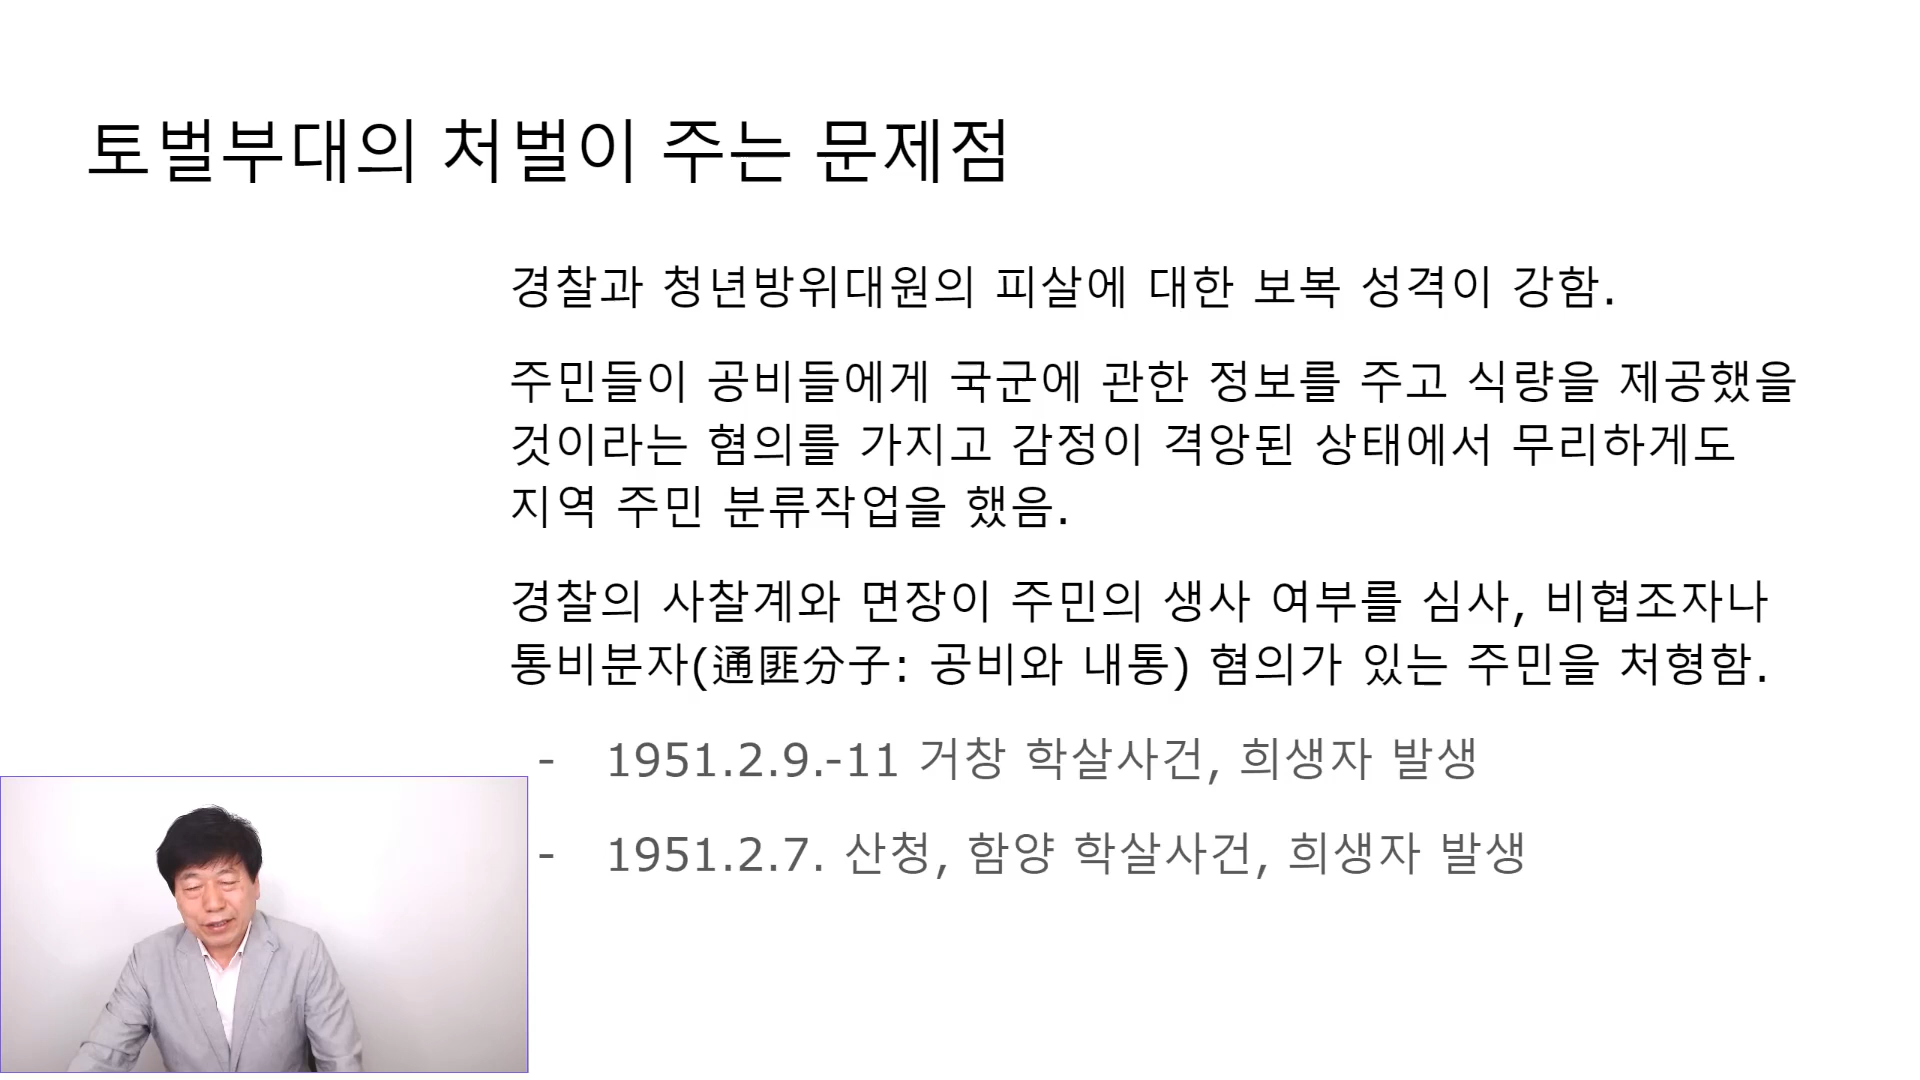 토벌부대의 처벌이 주는 문제점
경찰과 청년방위대원의 피살에 대한 보복 성격이 강함.
주민들이 공비들에게 국군에 관한 정보를 주고 식량을 제공했을
것이라는 혐의를 가지고 감정이 격앙된 상태에서 무리하게도
지역 주민 분류작업을 했음.
경찰의 사찰계와 면장이 주민의 생사 여부를 심사, 비협조자나
통비분자(通匪分子: 공비와 내통) 혐의가 있는 주민을 처형함.
- 1951.2.9.-11 거창 학살사건, 희생자 발생
- 1951.2.7. 산청, 함양 학살사건, 희생자 발생